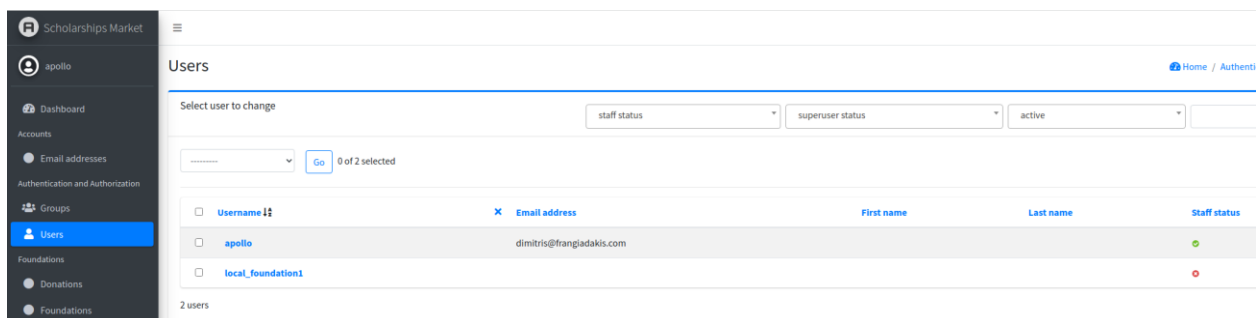 Scholarships Market
apollo
Dashboard
Accounts
Email addresses
Authentication and Authorization
Groups
Users
Foundations
Donations
Foundations
Users
Home / Authenti
Select user to change
staff status
superuser status
active
---------
Go
0 of 2 selected
Username Email address First name Last name Staff status
apollo dimitris@frangiadakis.com
local_foundation1
2 users